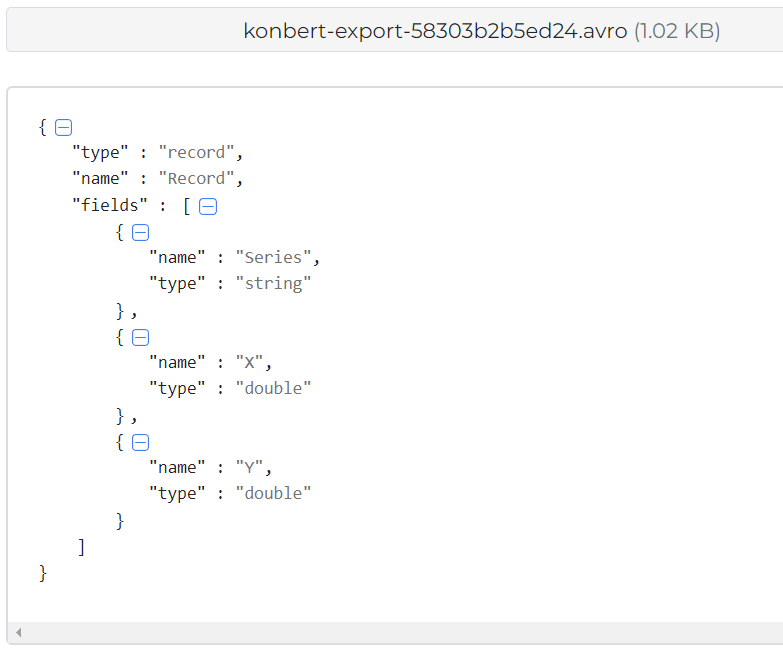 konbert-export-58303b2b5ed24.avro (1.02 KB)
{
"type" : "record",
"name" : "Record",
"fields" : [
{
"name" : "Series",
"type" : "string"
},
{
"name" : "X",
"type" : "double"
},
{
"name" : "Y",
"type" : "double"
}
]
}